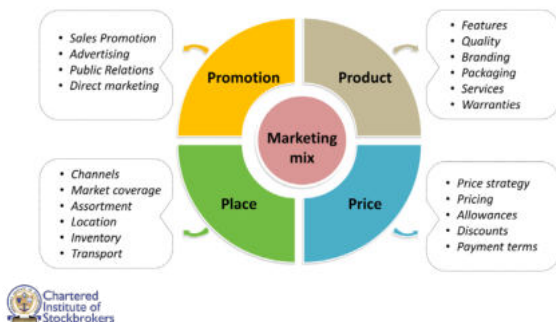 • Sales Promotion
• Advertising
• Public Relations
• Direct marketing
Promotion
Product
• Features
• Quality
• Branding
• Packaging
• Services
• Warranties
Marketing
mix
• Channels
• Market coverage
• Assortment
• Location
• Inventory
• Transport
Place
Price
• Price strategy
• Pricing
• Allowances
• Discounts
• Payment terms
Chartered
Institute of
Stockbrokers